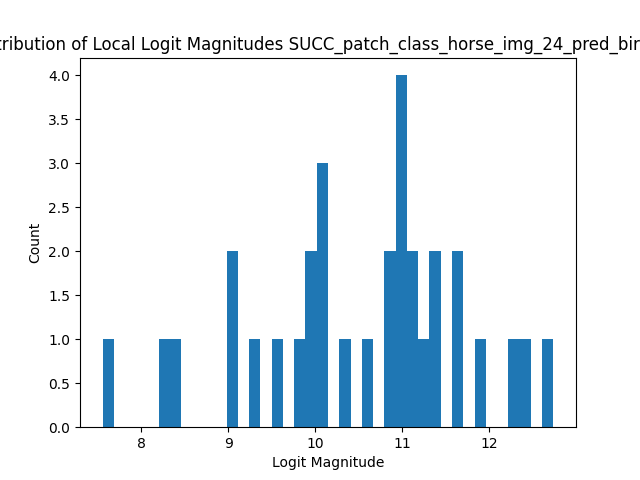 tribution of Local Logit Magnitudes SUCC_patch_class_horse_img_24_pred_bir
4.0
3.5
3.0
2.5
2.0
1.5
1.0
0.5
0.0
Count
8 9 10 11 12
Logit Magnitude